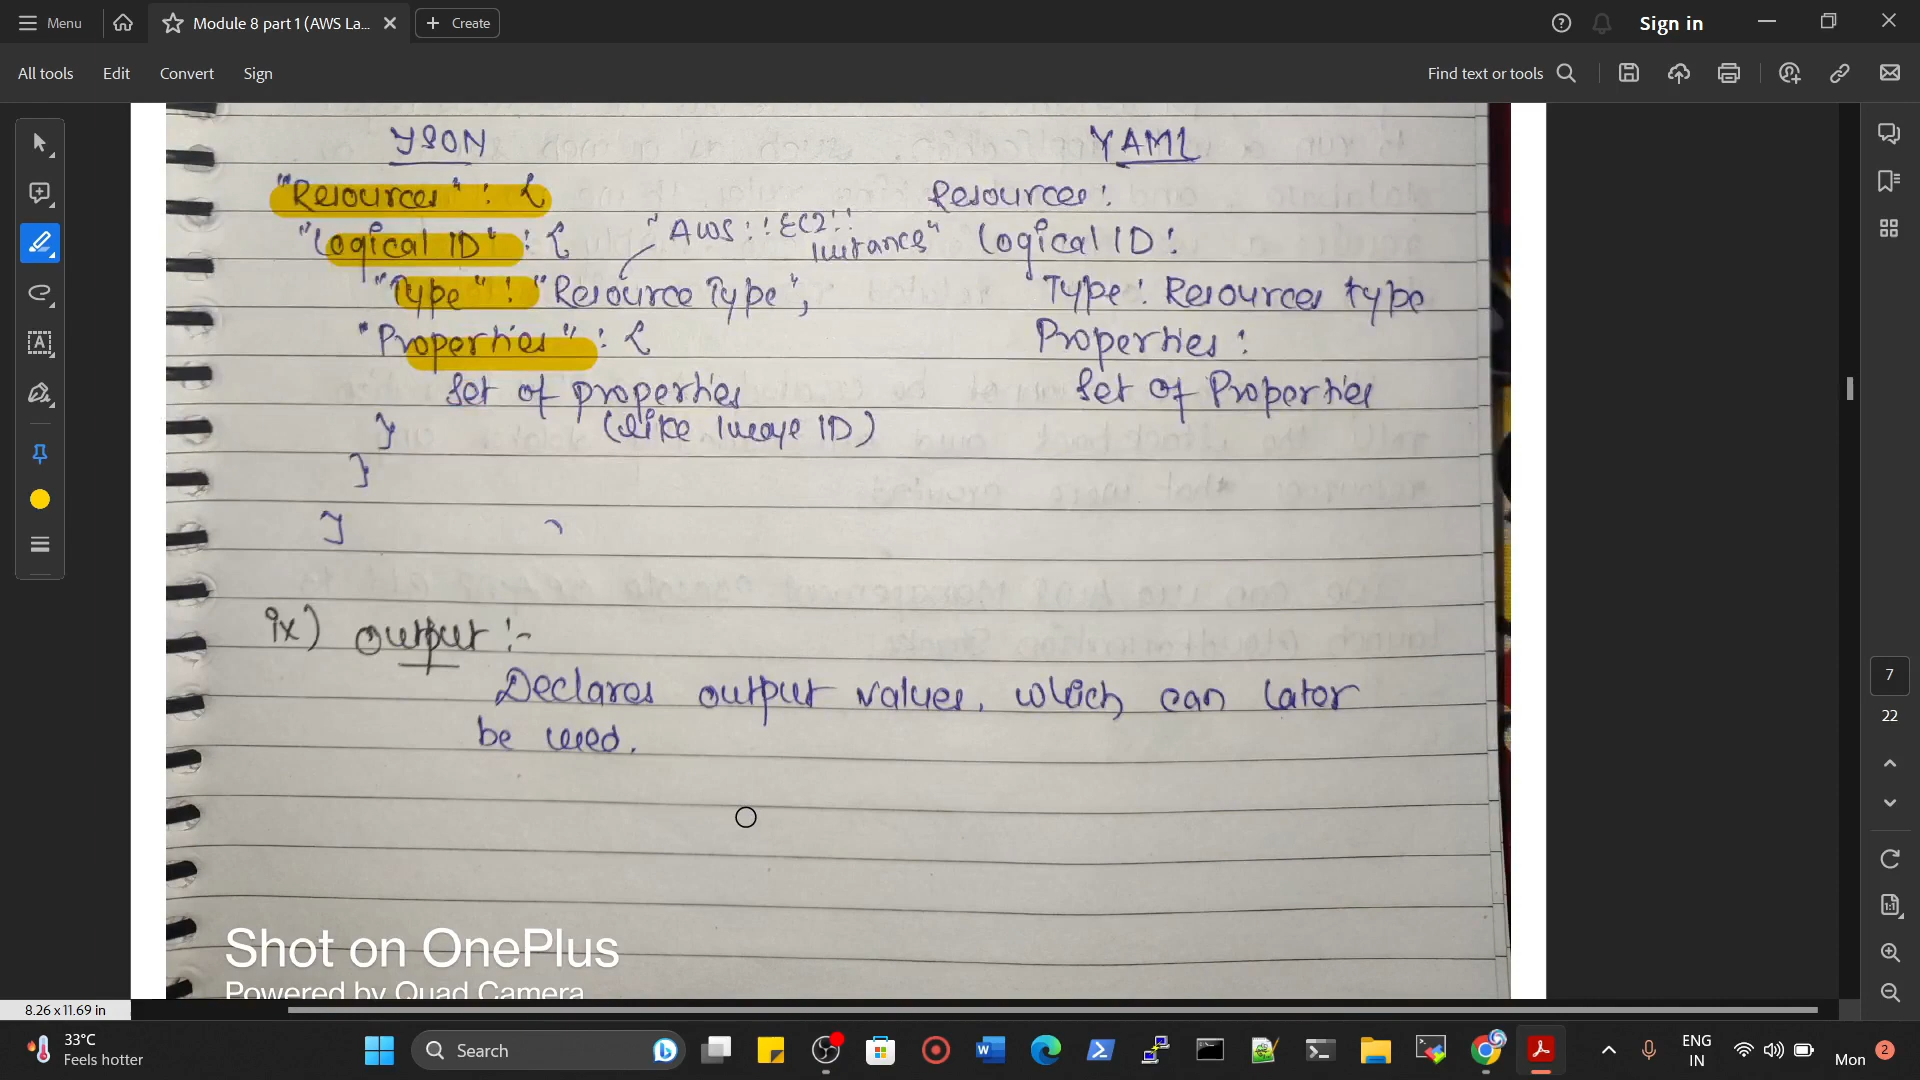 Menu
Module 8 part 1 (AWS La...
Create
Sign in
All tools
Edit
Convert
Sign
Find text or tools
JSON
YAML
"Resources" : {
Resources :
"Logical ID" : {
"AWS :: EC2 ::
Instances"
Logical ID :
"Type" : "Resource Type",
Type : Resources type
"Properties" : {
Properties :
Set of properties
Set of Properties
(like Image ID)
}
}
}
ix) Output :-
Declares output values, which can later
be used.
Shot on OnePlus
Powered by Quad Camera
7
22
8.26 x 11.69 in
33°C
Feels hotter
Search
ENG
IN
Mon
2